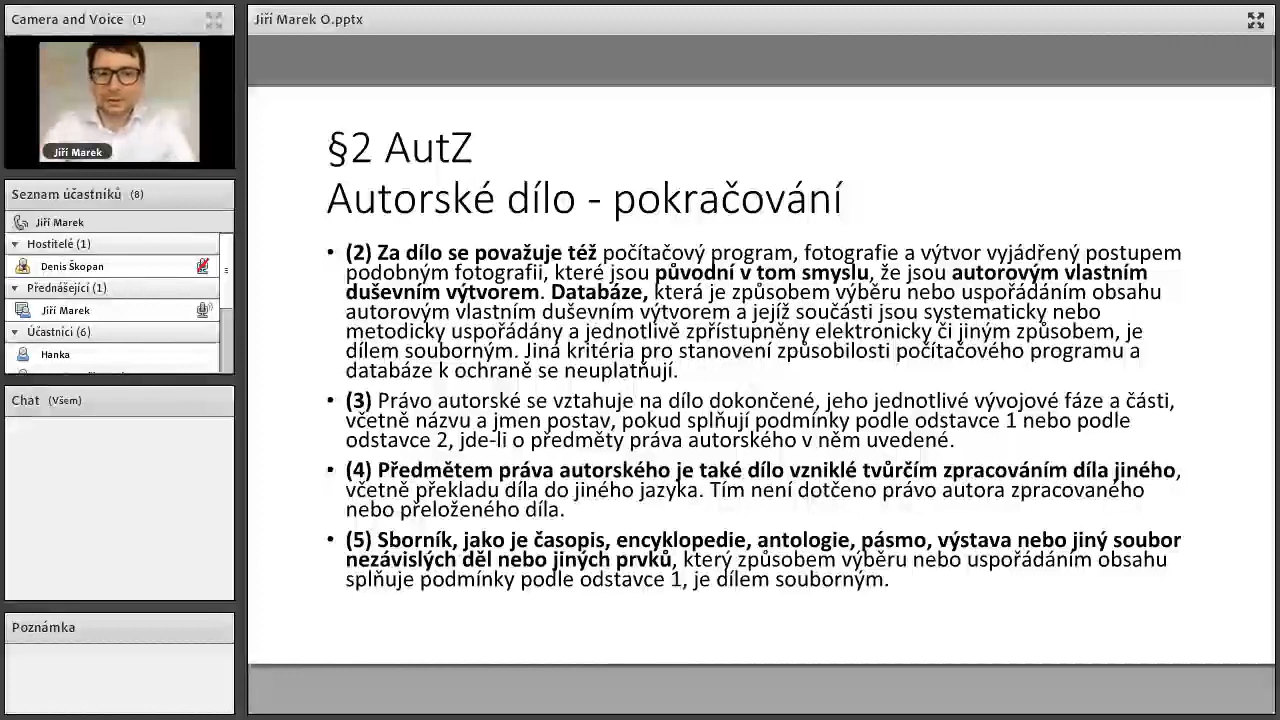 Camera and Voice (1)
Jiří Marek
Seznam účastníků (8)
Jiří Marek
Hostitelé (1)
Denis Škopan
Přednášející (1)
Jiří Marek
Účastníci (6)
Hanka
Chat (Všem)
Poznámka
Jiří Marek O.pptx
§2 AutZ
Autorské dílo - pokračování
• (2) Za dílo se považuje též počítačový program, fotografie a výtvor vyjádřený postupem
podobným fotografii, které jsou původní v tom smyslu, že jsou autorovým vlastním
duševním výtvorem. Databáze, která je způsobem výběru nebo uspořádáním obsahu
autorovým vlastním duševním výtvorem a jejíž součásti jsou systematicky nebo
metodicky uspořádány a jednotlivě zpřístupněny elektronicky či jiným způsobem, je
dílem souborným. Jiná kritéria pro stanovení způsobilosti počítačového programu a
databáze k ochraně se neuplatňují.
• (3) Právo autorské se vztahuje na dílo dokončené, jeho jednotlivé vývojové fáze a části,
včetně názvu a jmen postav, pokud splňují podmínky podle odstavce 1 nebo podle
odstavce 2, jde-li o předměty práva autorského v něm uvedené.
• (4) Předmětem práva autorského je také dílo vzniklé tvůrčím zpracováním díla jiného,
včetně překladu díla do jiného jazyka. Tím není dotčeno právo autora zpracovaného
nebo přeloženého díla.
• (5) Sborník, jako je časopis, encyklopedie, antologie, pásmo, výstava nebo jiný soubor
nezávislých děl nebo jiných prvků, který způsobem výběru nebo uspořádáním obsahu
splňuje podmínky podle odstavce 1, je dílem souborným.